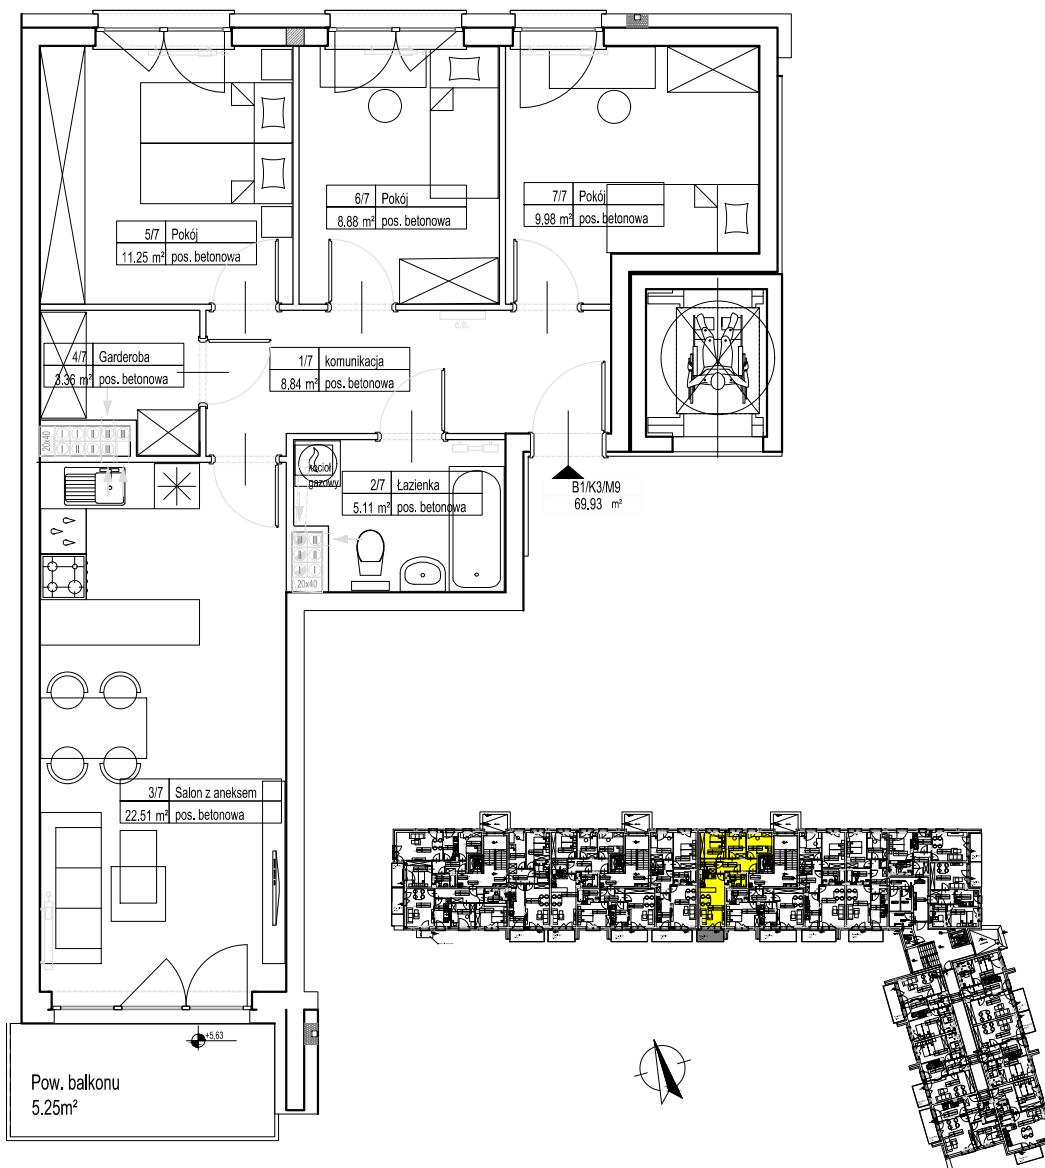 6/7 Pokój
8.88 m² pos. betonowa
7/7 Pokój
9.98 m² pos. betonowa
5/7 Pokój
11.25 m² pos. betonowa
C.O.
4/7 Garderoba
3.36 m² pos. betonowa
1/7 komunikacja
8.84 m² pos. betonowa
20x40
kocioł
gazowy
2/7 Łazienka
5.11 m² pos. betonowa
B1/K3/M9
69.93 m²
20x40
3/7 Salon z aneksem
22.51 m² pos. betonowa
+5,63
Pow. balkonu
5.25m²